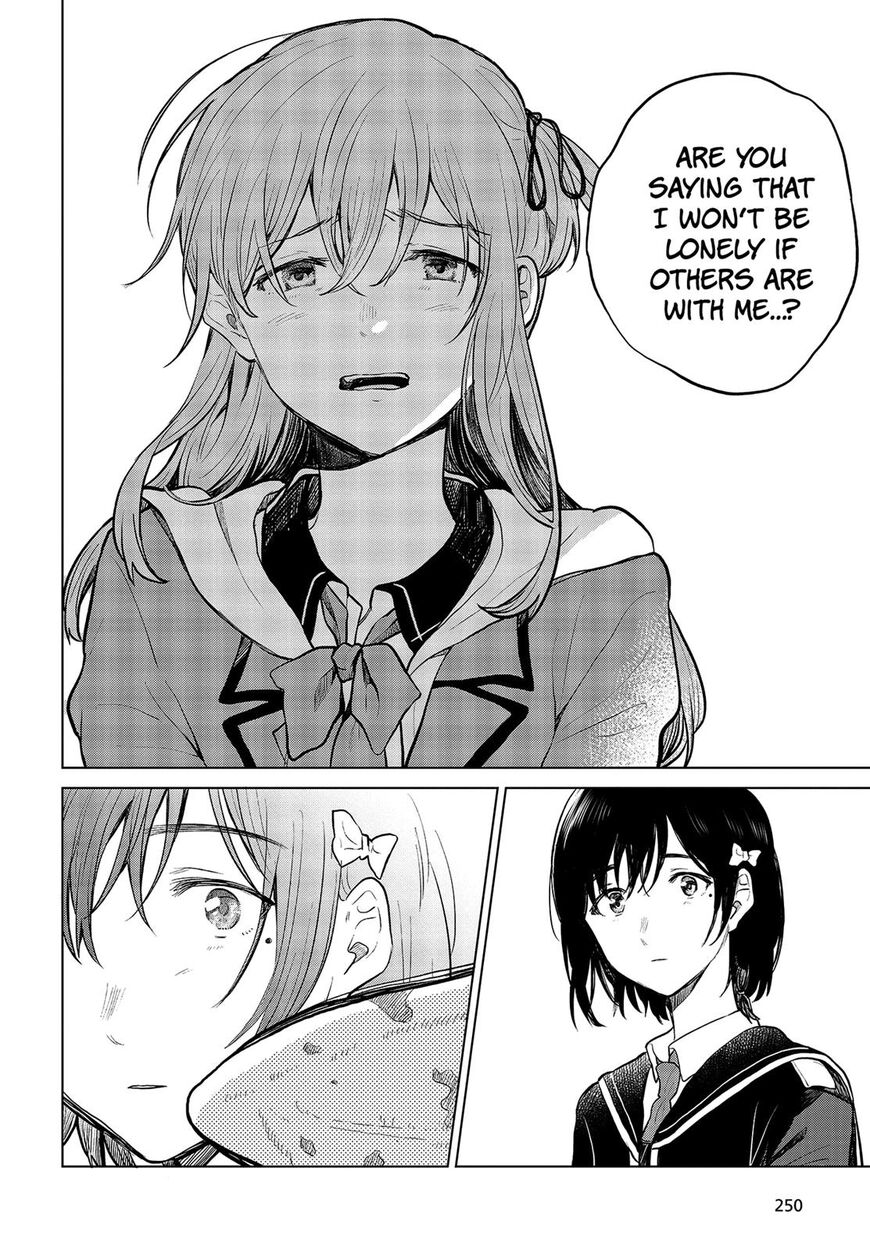 ARE YOU
SAYING THAT
I WON'T BE
LONELY IF
OTHERS ARE
WITH ME...?
250